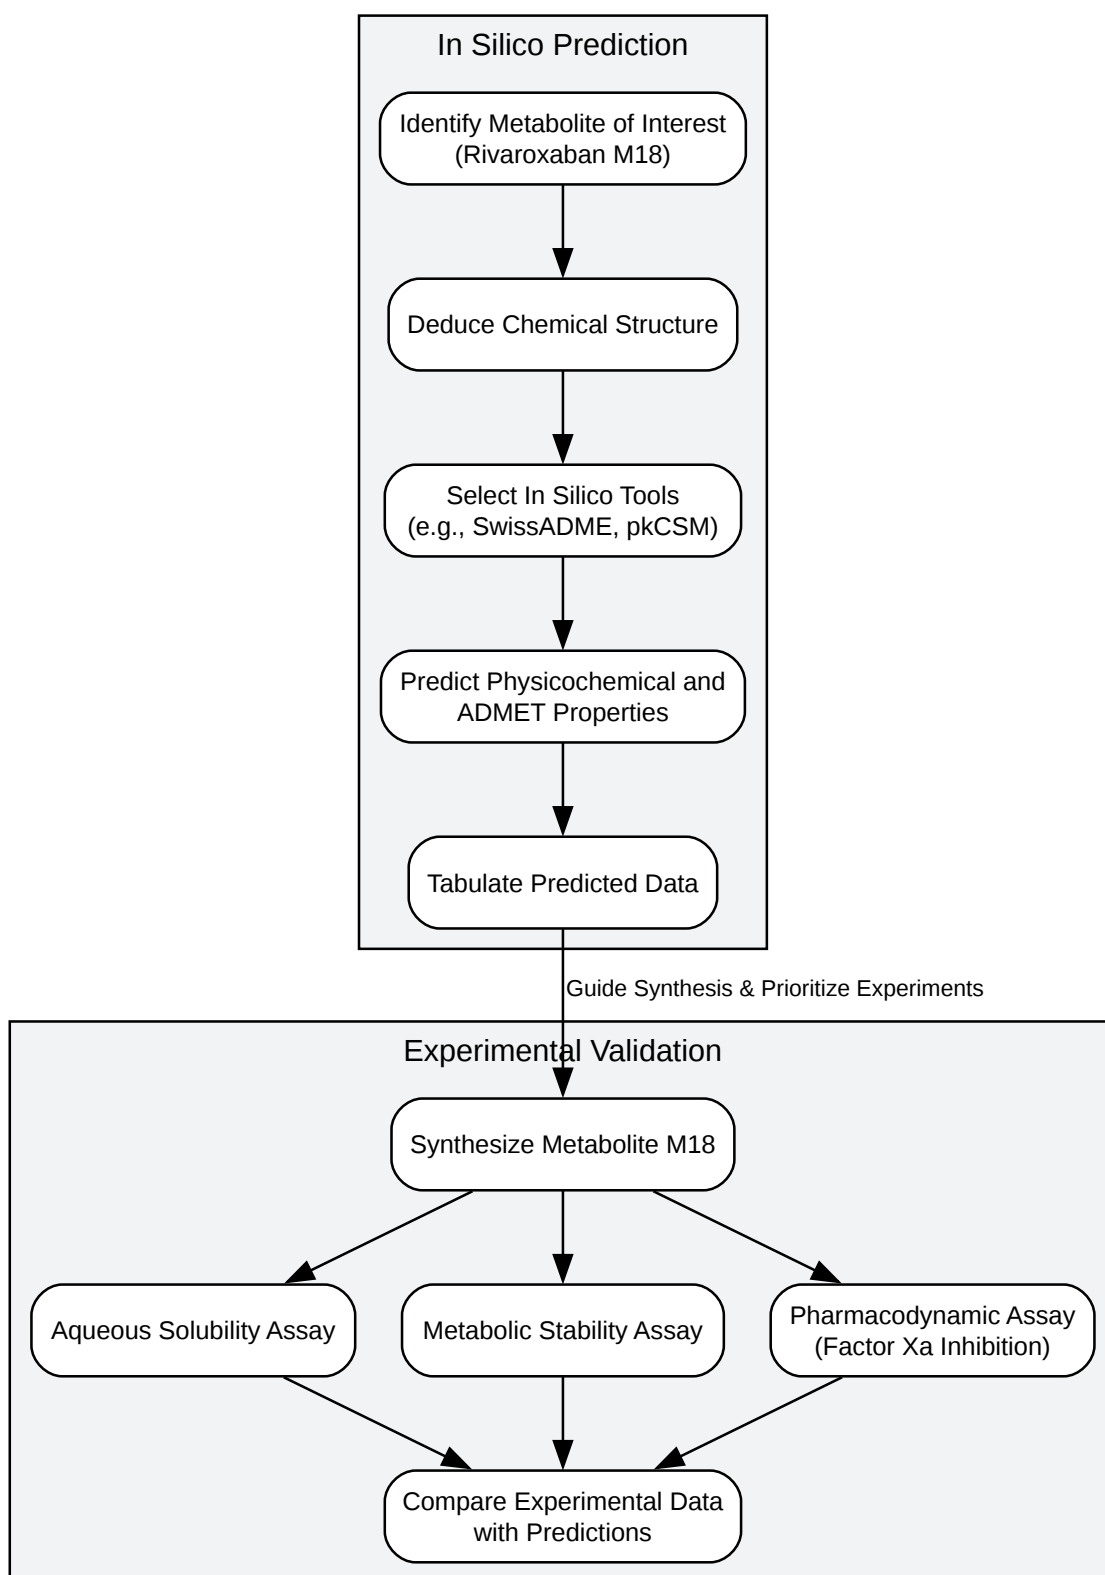 In Silico Prediction
Identify Metabolite of Interest
(Rivaroxaban M18)
Deduce Chemical Structure
Select In Silico Tools
(e.g., SwissADME, pkCSM)
Predict Physicochemical and
ADMET Properties
Tabulate Predicted Data
Guide Synthesis & Prioritize Experiments
Experimental Validation
Synthesize Metabolite M18
Aqueous Solubility Assay
Metabolic Stability Assay
Pharmacodynamic Assay
(Factor Xa Inhibition)
Compare Experimental Data
with Predictions